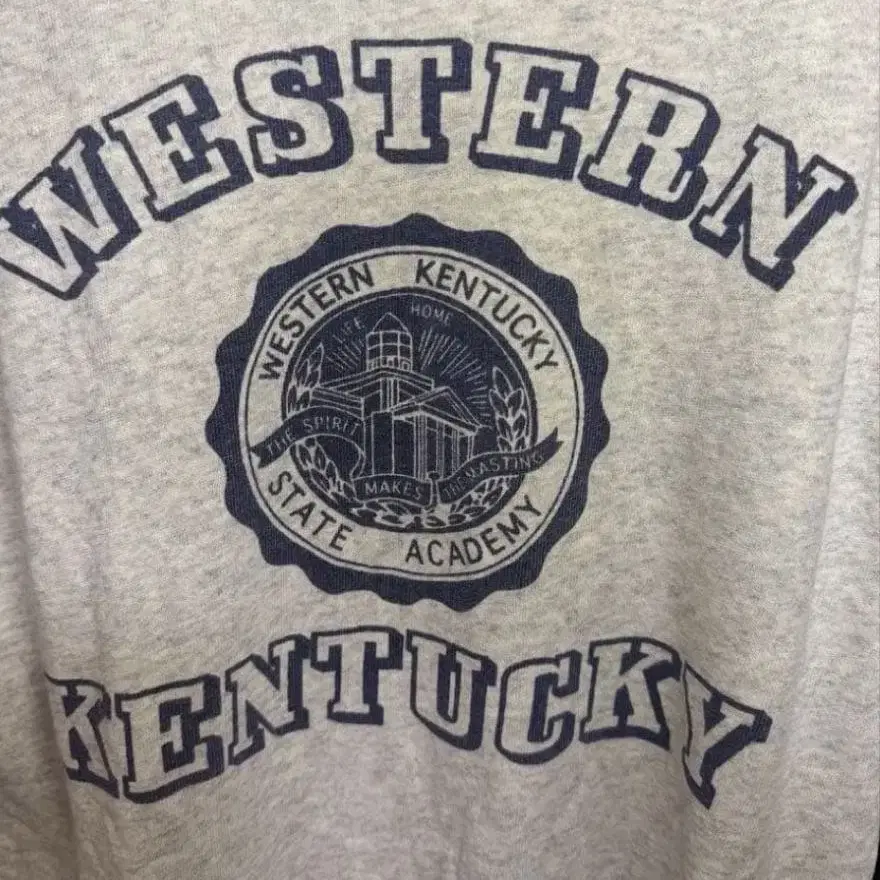 WESTERN
WESTERN KENTUCKY
LIFE HOME
THE SPIRIT MAKES THE MASTING
STATE ACADEMY
KENTUCKY